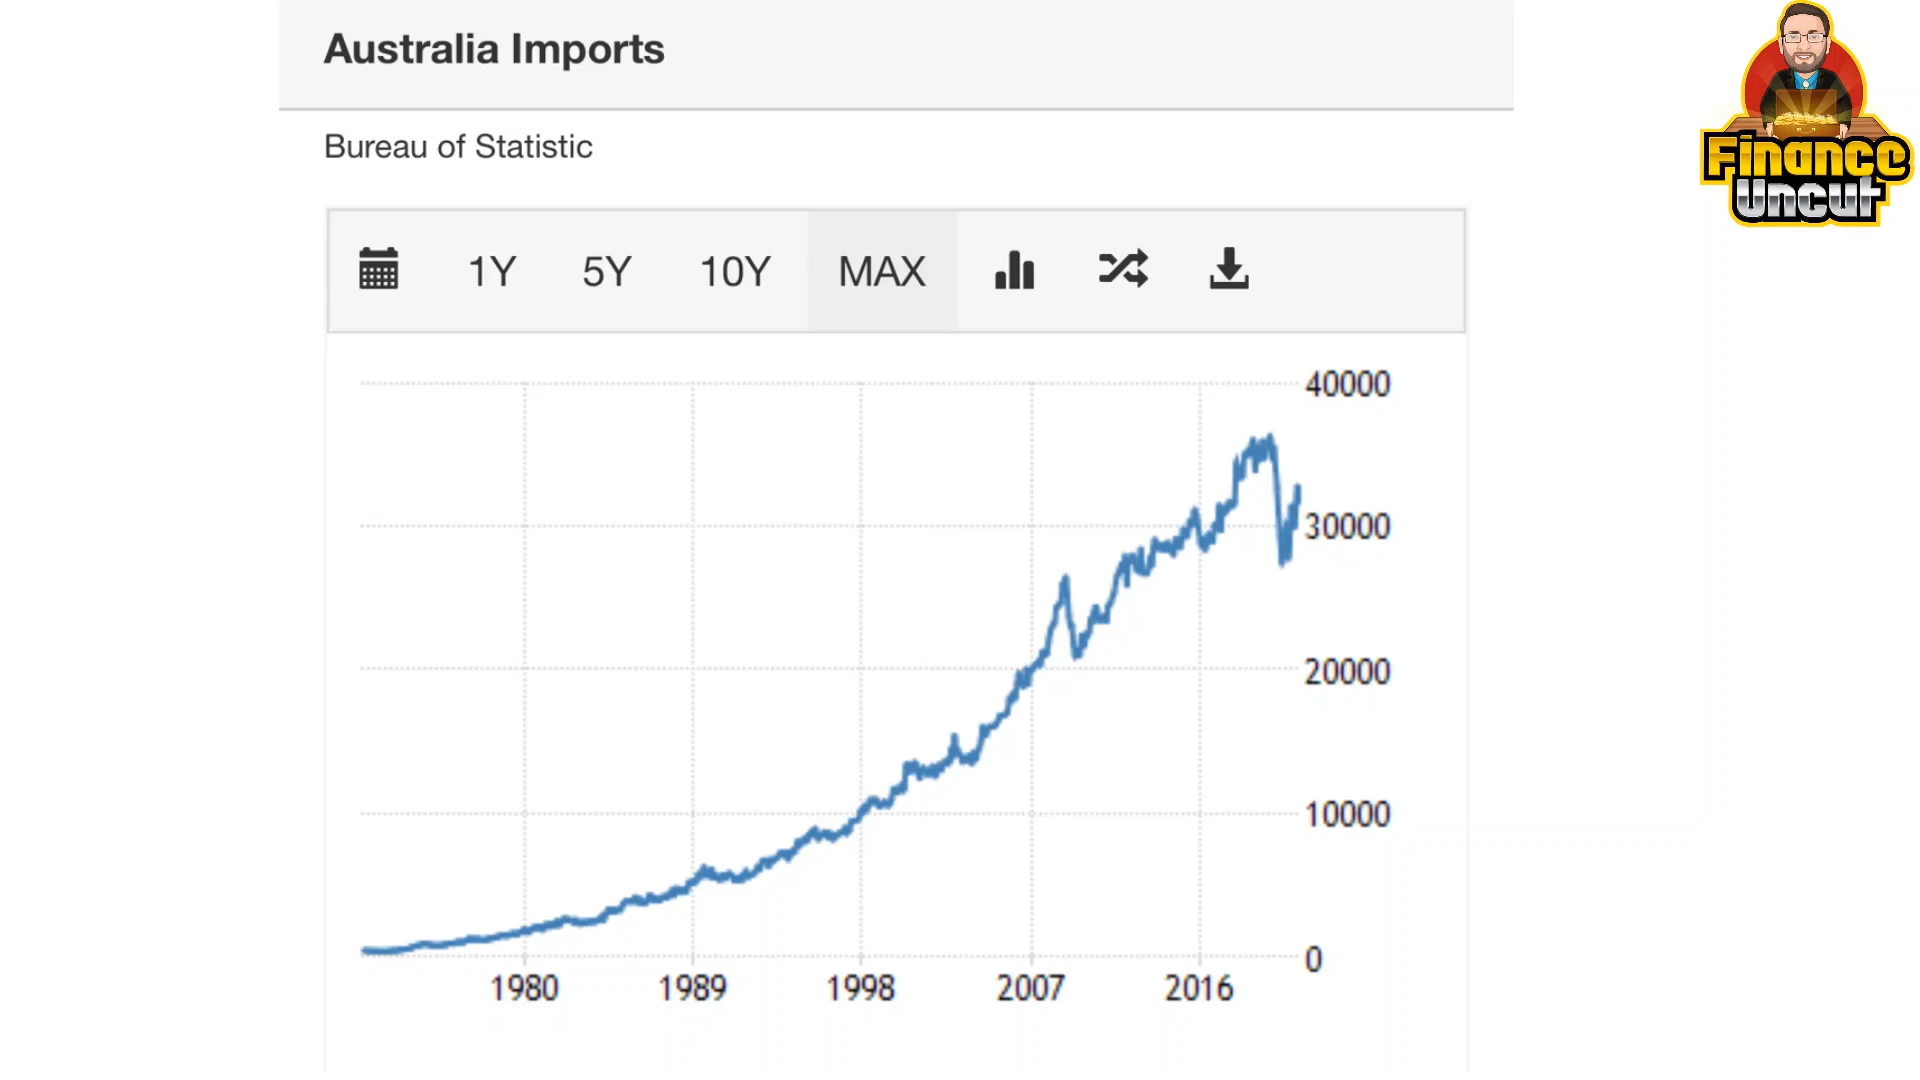 Australia Imports
Finance
Uncut
Bureau of Statistic
1Y 5Y 10Y MAX
40000
30000
20000
10000
0
1980 1989 1998 2007 2016